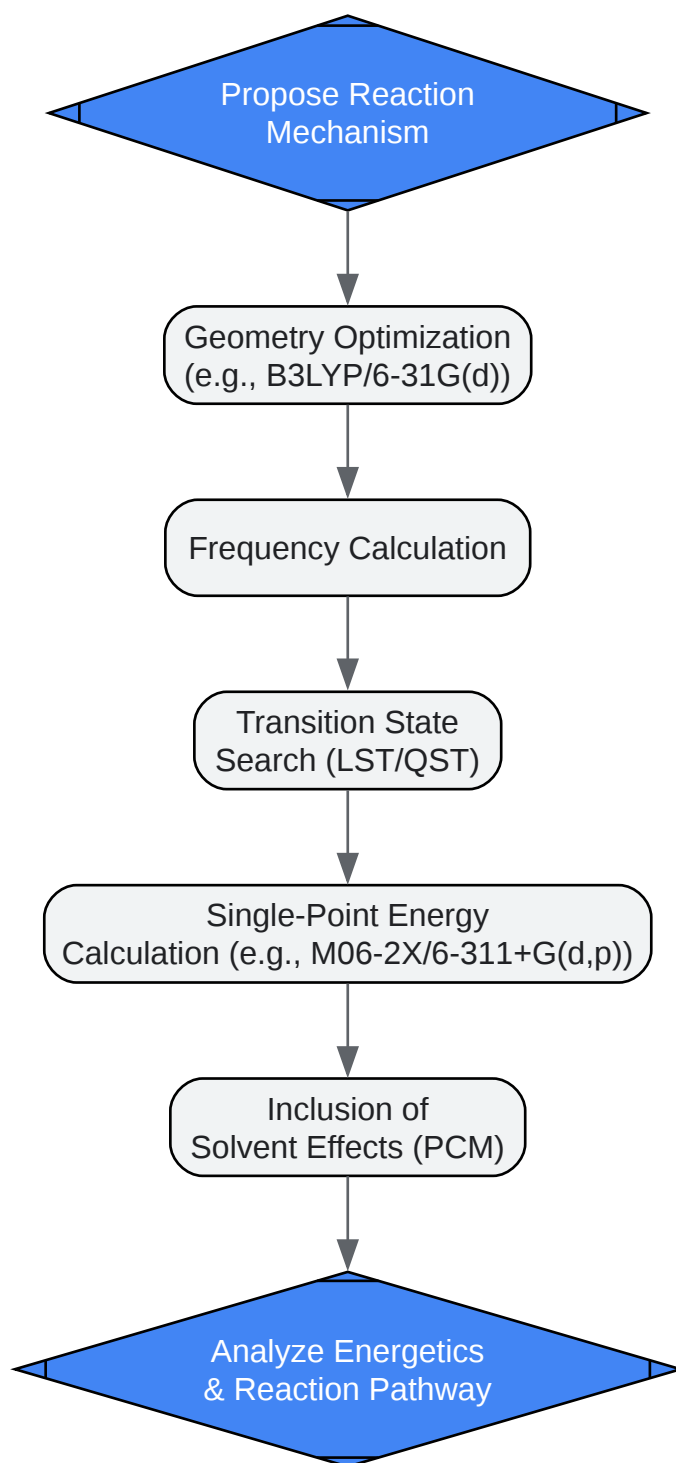 Propose Reaction
Mechanism
Geometry Optimization
(e.g., B3LYP/6-31G(d))
Frequency Calculation
Transition State
Search (LST/QST)
Single-Point Energy
Calculation (e.g., M06-2X/6-311+G(d,p))
Inclusion of
Solvent Effects (PCM)
Analyze Energetics
& Reaction Pathway